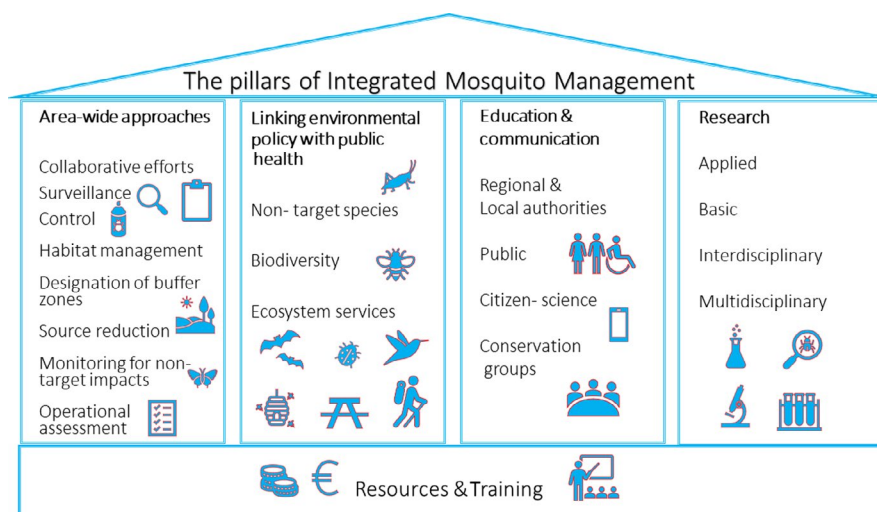 The pillars of Integrated Mosquito Management
Area-wide approaches
Collaborative efforts
Surveillance
Control
Habitat management
Designation of buffer
zones
Source reduction
Monitoring for non-
target impacts
Operational
assessment
Linking environmental
policy with public
health
Non- target species
Biodiversity
Ecosystem services
Education &
communication
Regional &
Local authorities
Public
Citizen- science
Conservation
groups
Research
Applied
Basic
Interdisciplinary
Multidisciplinary
€
Resources & Training